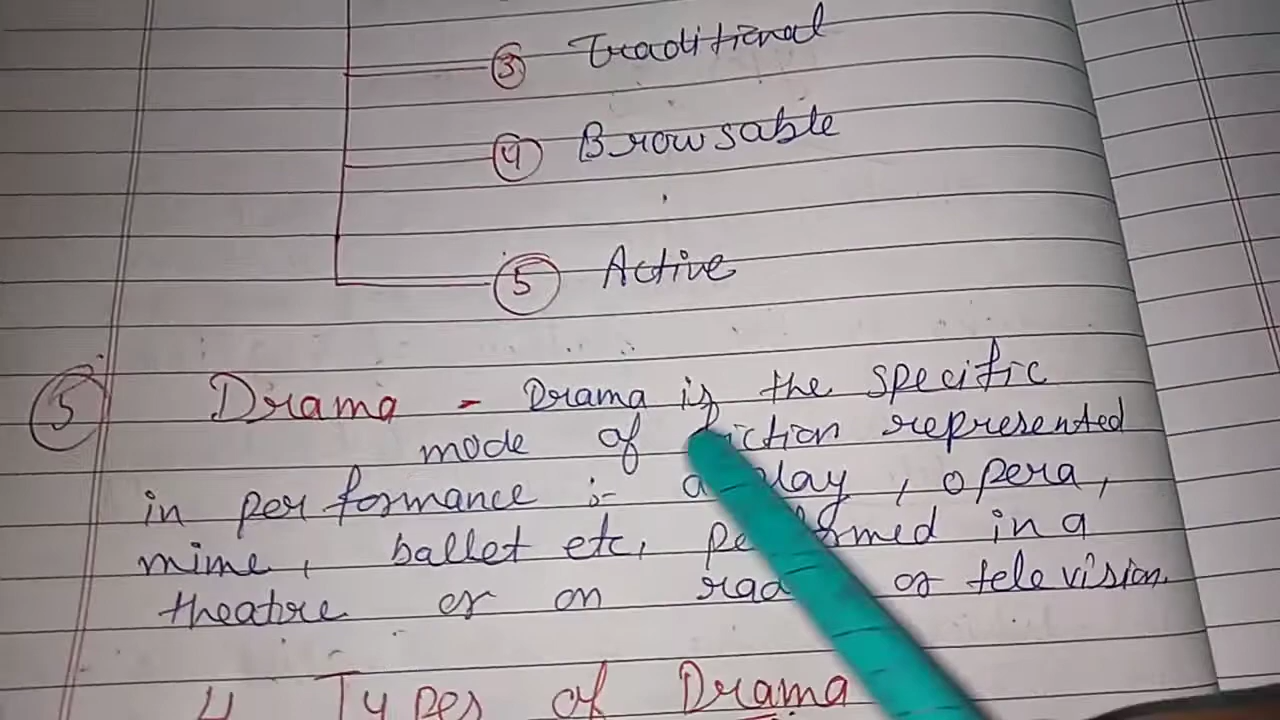 ③ Traditional
④ Browsable
⑤ Active
⑤ Drama - Drama is the specific
mode of fiction represented
in performance :- a play, opera,
mime, ballet etc, performed in a
theatre or on radio or television.
4 Types of Drama